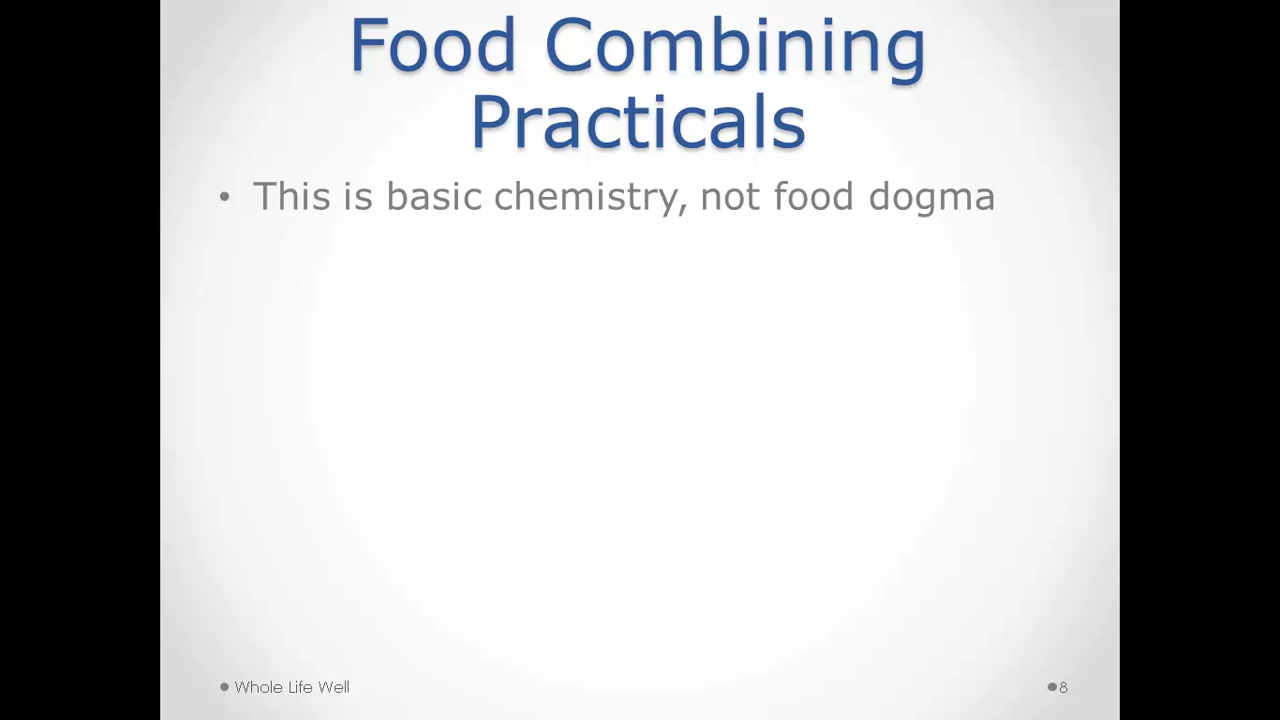 Food Combining
Practicals
• This is basic chemistry, not food dogma
Whole Life Well
8